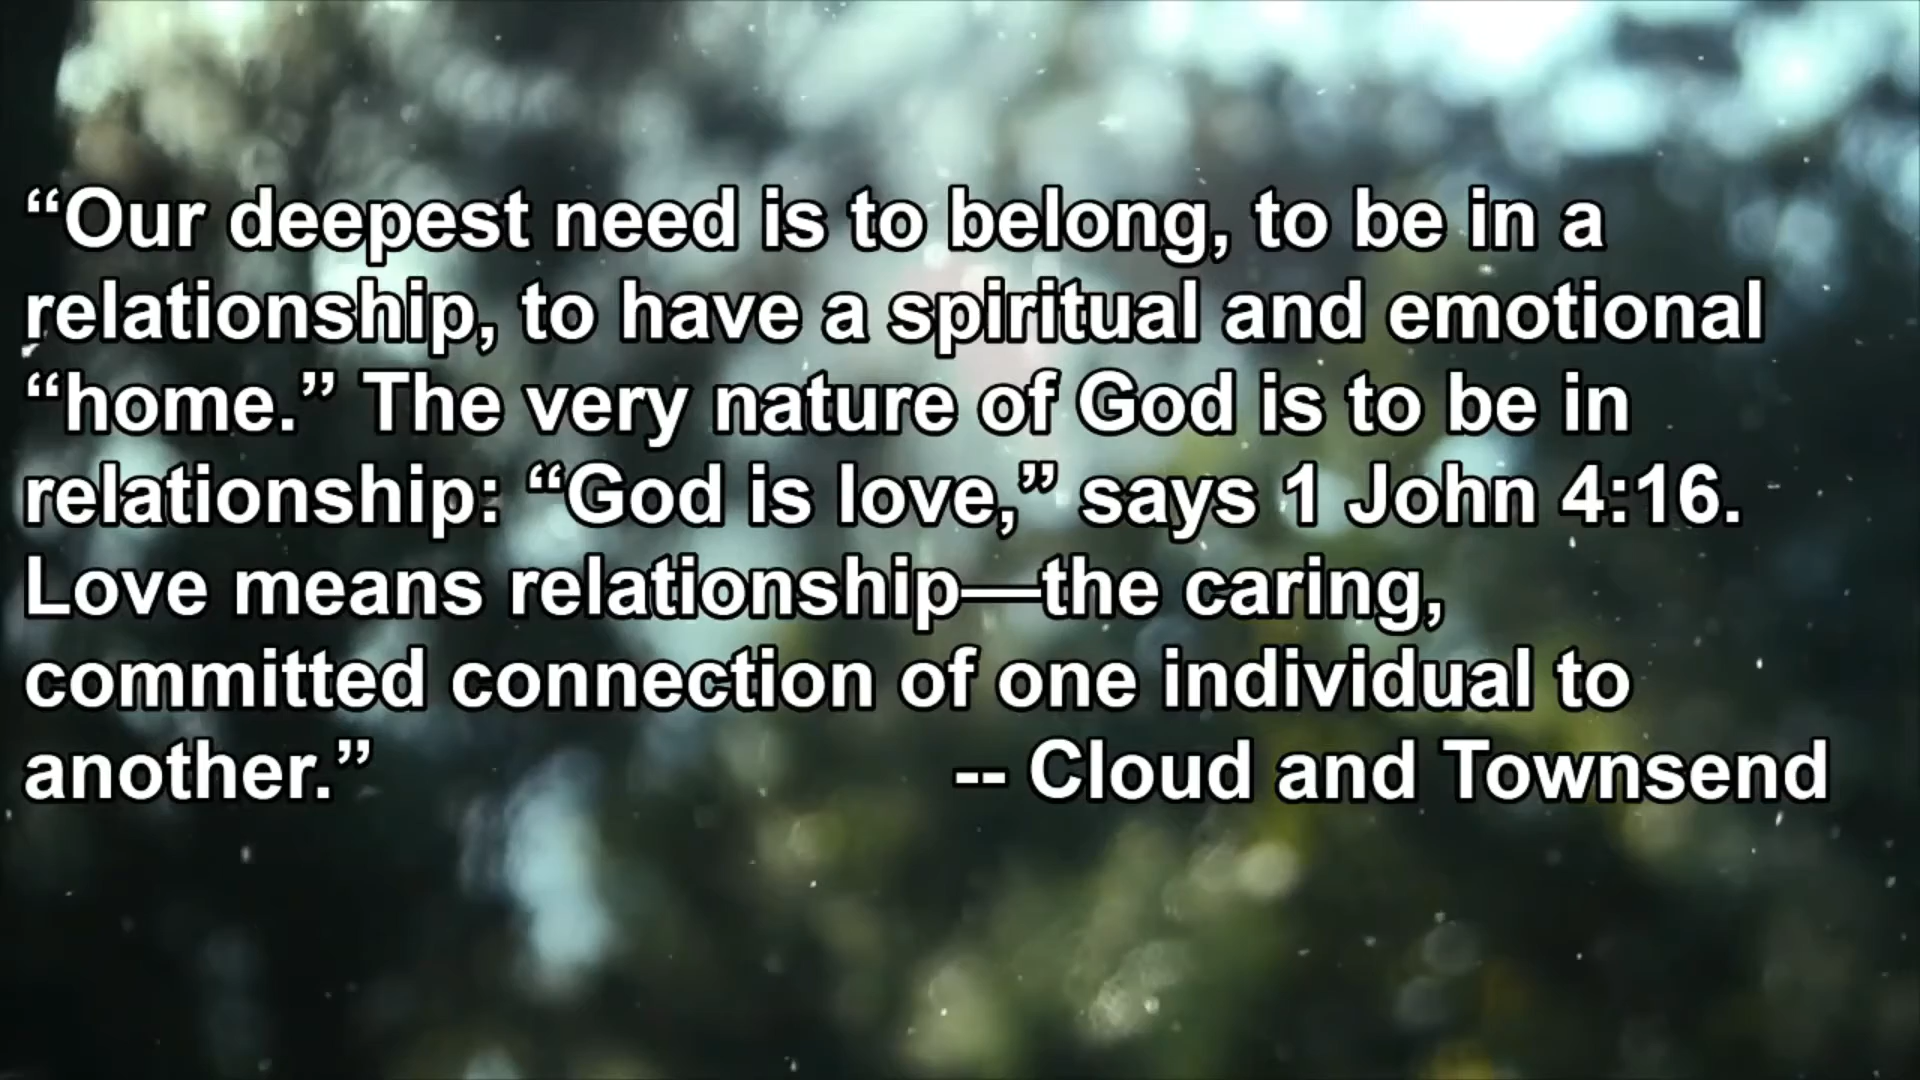 “Our deepest need is to belong, to be in a
relationship, to have a spiritual and emotional
“home.” The very nature of God is to be in
relationship: “God is love,” says 1 John 4:16.
Love means relationship—the caring,
committed connection of one individual to
another.” -- Cloud and Townsend